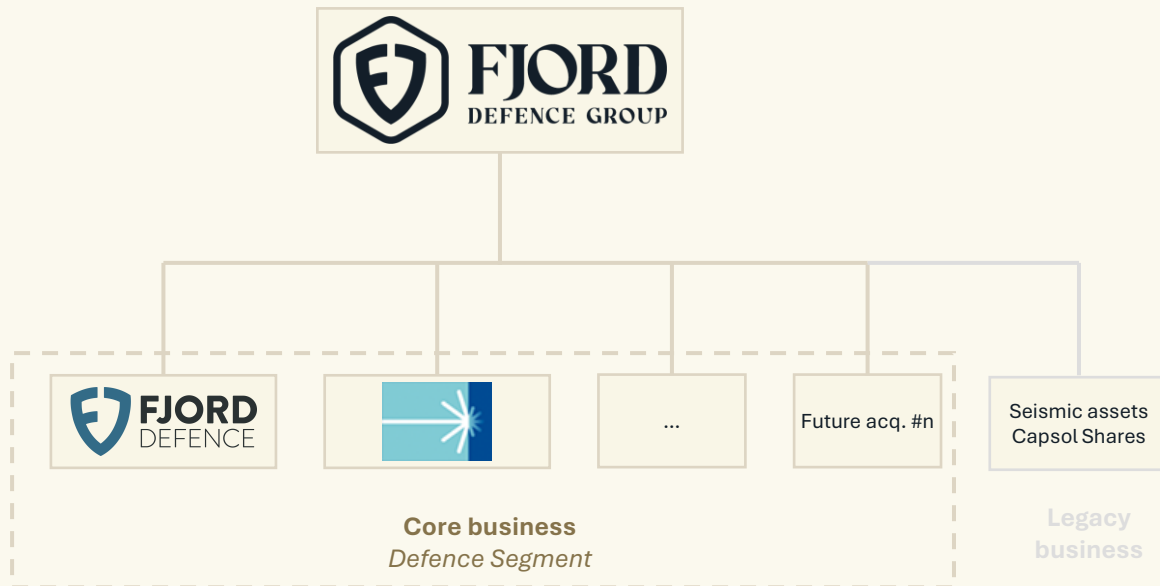 FJORD
DEFENCE GROUP
FJORD
DEFENCE
...
Future acq. #n
Seismic assets
Capsol Shares
Core business
Defence Segment
Legacy
business